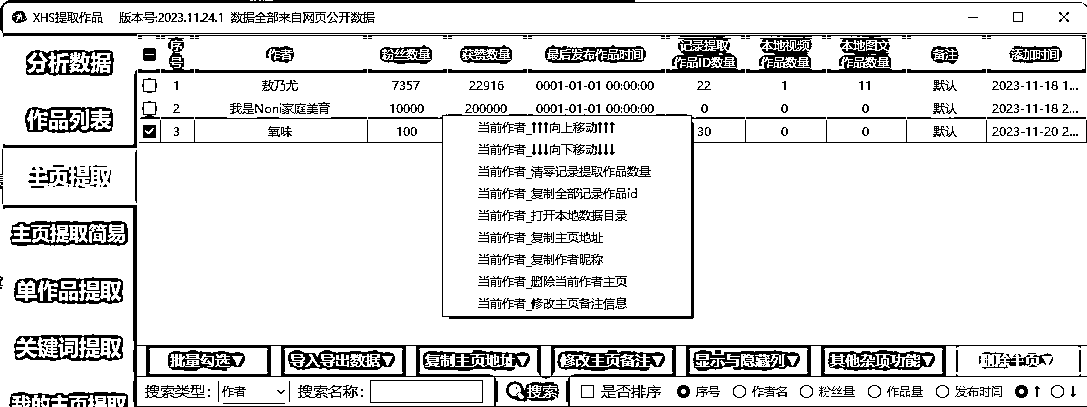 XHS提取作品 版本号:2023.11.24.1 数据全部来自网页公开数据
分析数据
作品列表
主页提取
主页提取简易
单作品提取
关键词提取
我的主页提取
序号 作者 粉丝数量 获赞数量 最后发布作品时间 记录提取作品ID数量 本地视频作品数量 本地图文作品数量 备注 添加时间
1 敖乃尤 7357 22916 0001-01-01 00:00:00 22 1 11 默认 2023-11-18 1...
2 我是Noni家庭美育 10000 200000 0001-01-01 00:00:00 0 0 0 默认 2023-11-18 1...
3 氧味 100 30 0 0 默认 2023-11-20 2...
当前作者_↑↑↑向上移动↑↑↑
当前作者_↓↓↓向下移动↓↓↓
当前作者_清零记录提取作品数量
当前作者_复制全部记录作品id
当前作者_打开本地数据目录
当前作者_复制主页地址
当前作者_复制作者昵称
当前作者_删除当前作者主页
当前作者_修改主页备注信息
批量勾选▼ 导入导出数据▼ 复制主页地址▼ 修改主页备注▼ 显示与隐藏列▼ 其他杂项功能▼ 删除主页▼
搜索类型: 作者 搜索名称: 搜索 是否排序 序号 作者名 粉丝量 作品量 发布时间 ↑ ↓